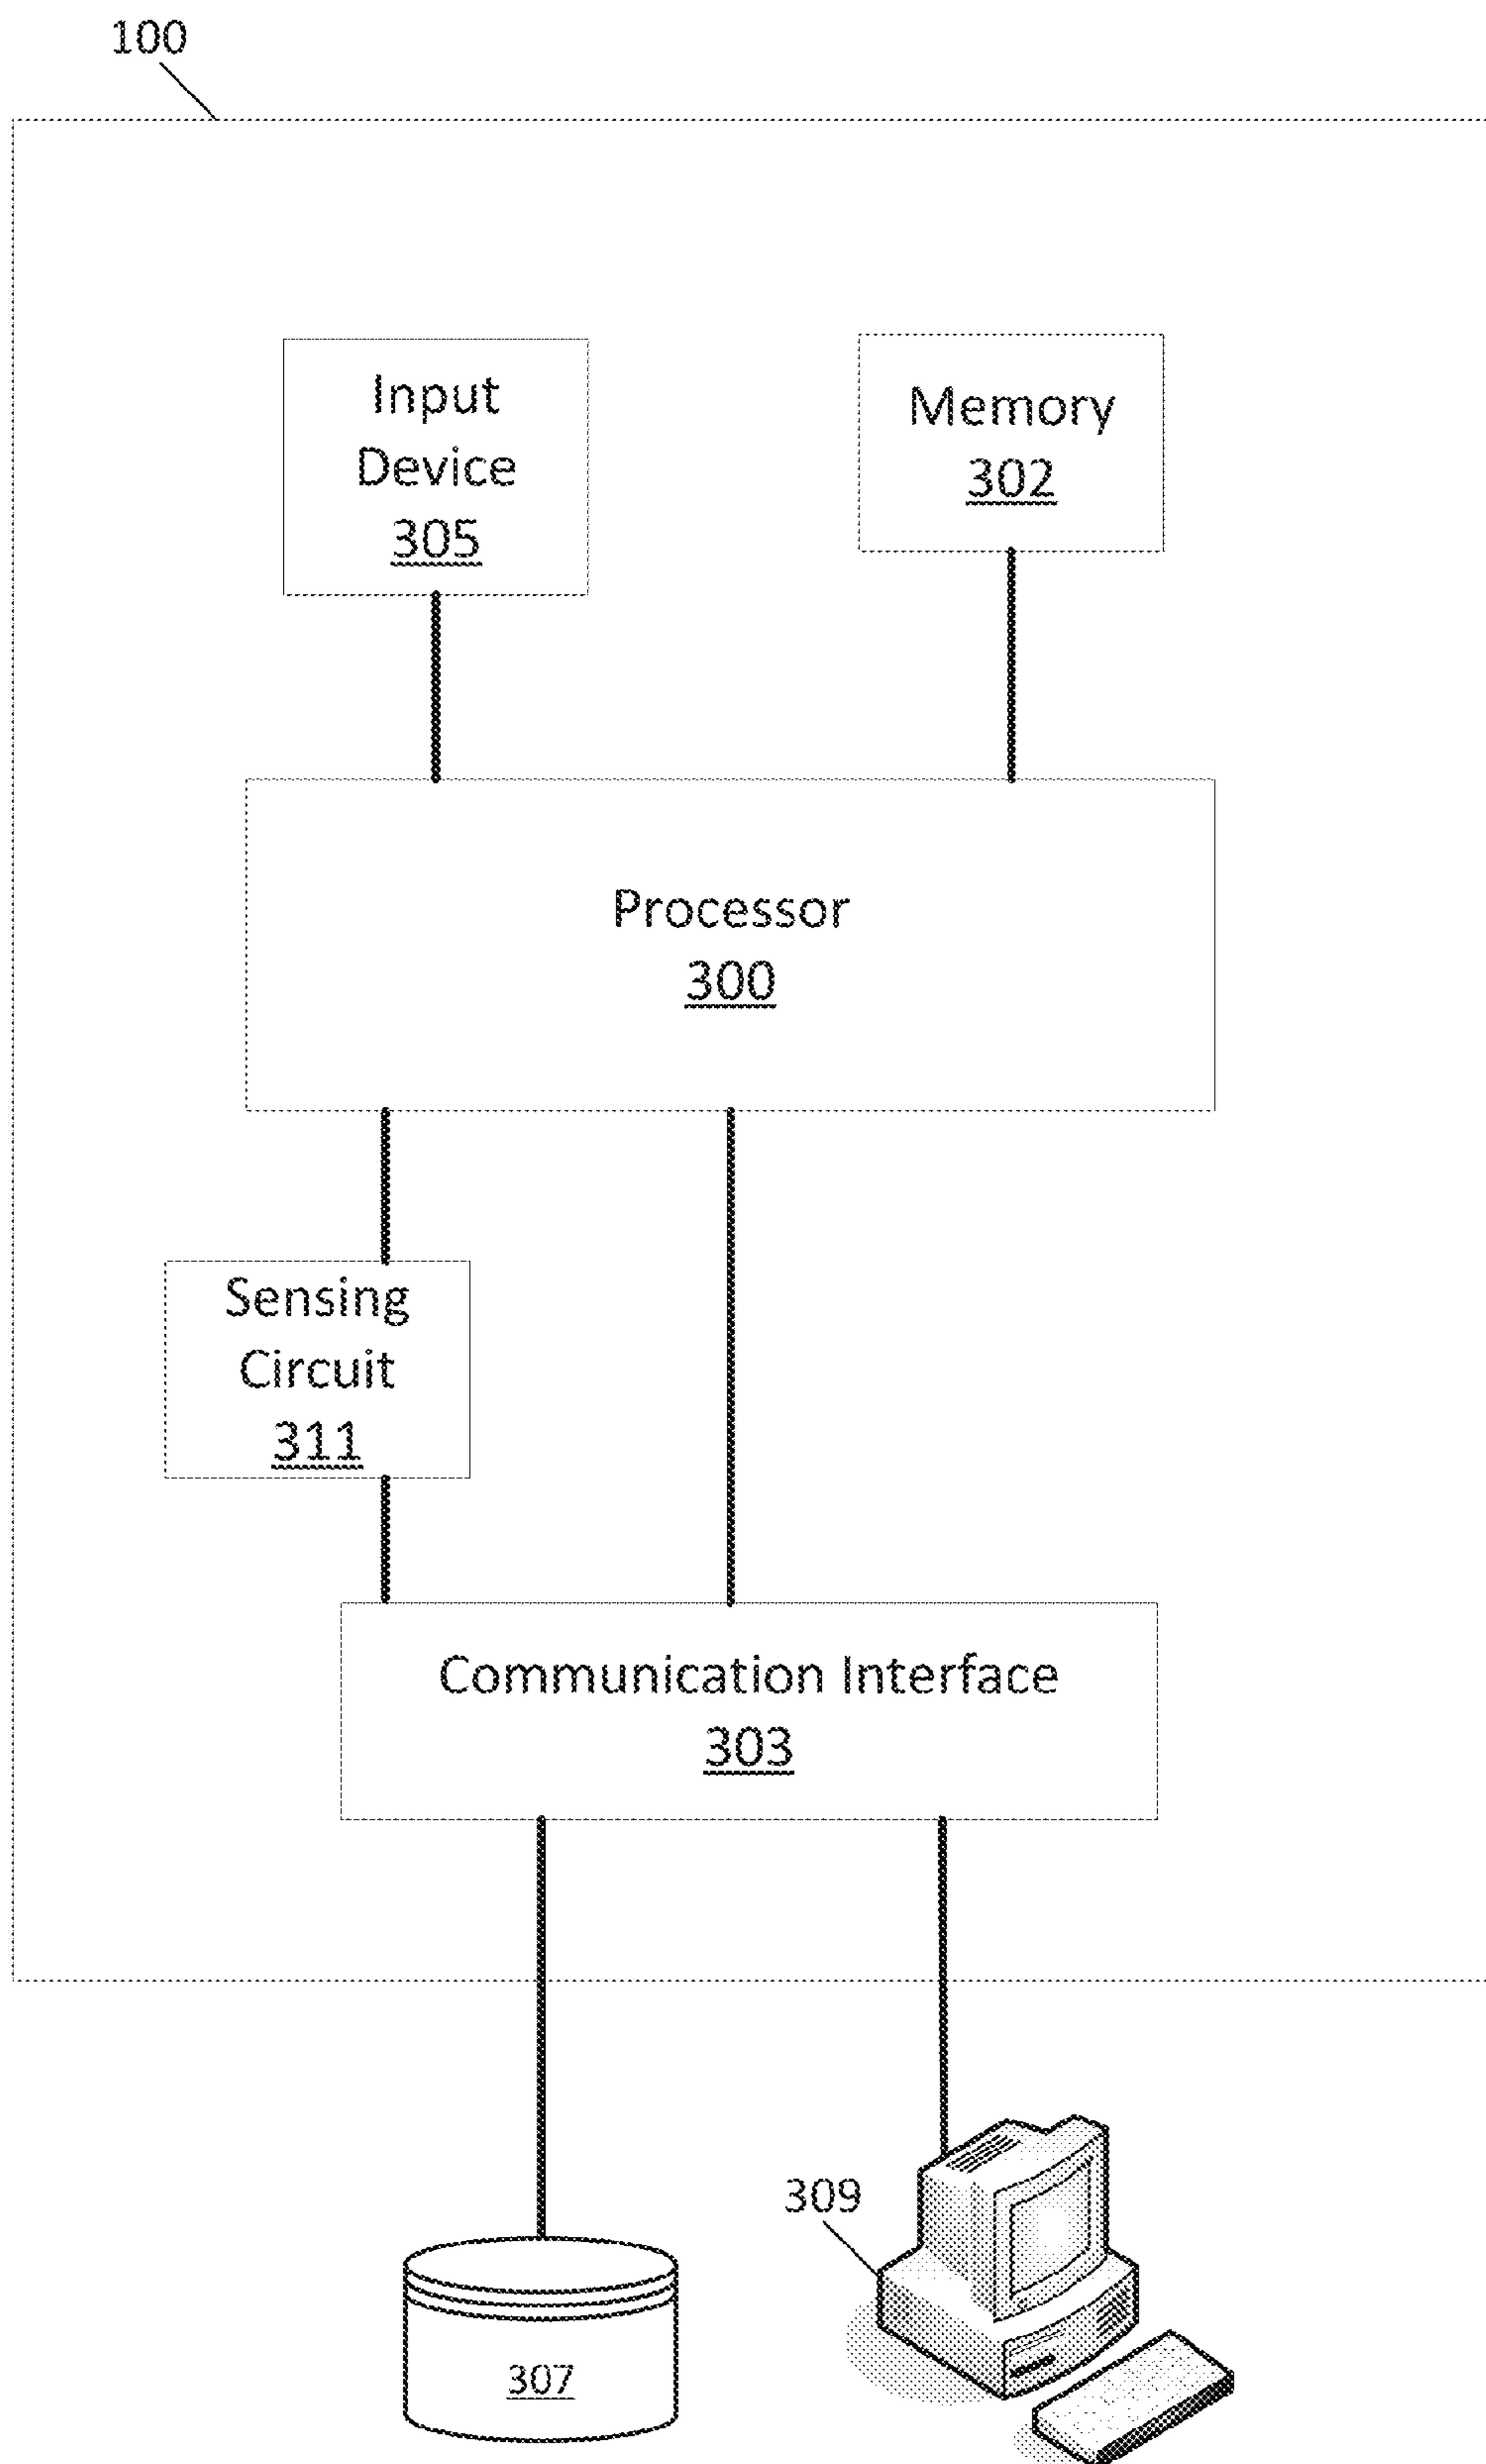 100
Input
Device
305
Memory
302
Processor
300
Sensing
Circuit
311
Communication Interface
303
309
307